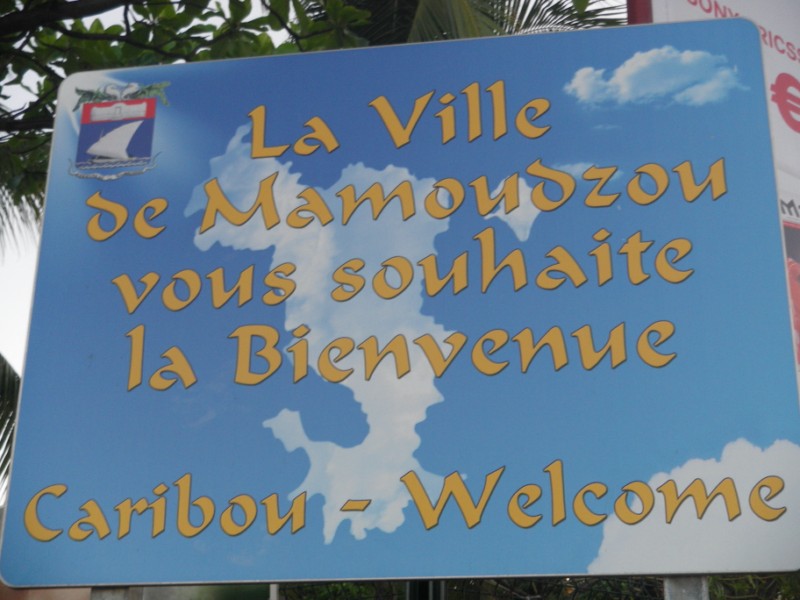 La Ville
de Mamoudzou
vous souhaite
la Bienvenue
Caribou - Welcome